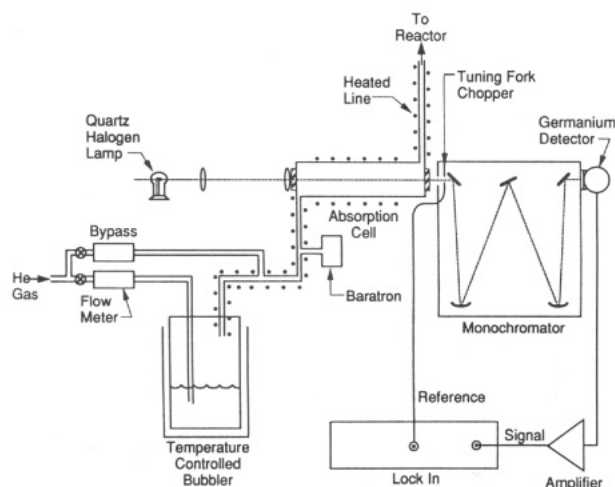 To
Reactor
Heated
Line
Tuning Fork
Chopper
Quartz
Halogen
Lamp
Germanium
Detector
Absorption
Cell
Bypass
He
Gas
Flow
Meter
Baratron
Monochromator
Reference
Signal
Temperature
Controlled
Bubbler
Lock In
Amplifier